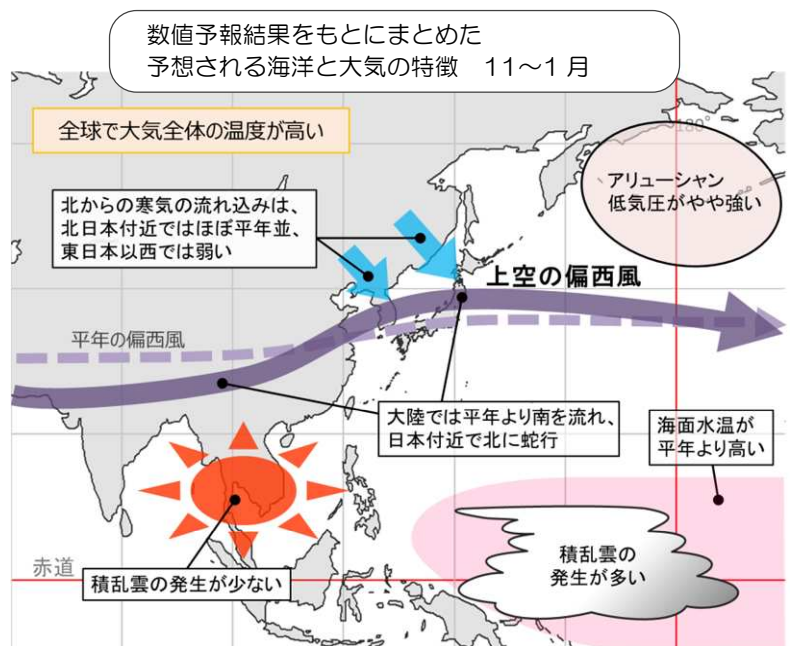 数値予報結果をもとにまとめた
予想される海洋と大気の特徴　11～1 月
全球で大気全体の温度が高い
180°
アリューシャン
低気圧がやや強い
北からの寒気の流れ込みは、
北日本付近ではほぼ平年並、
東日本以西では弱い
上空の偏西風
平年の偏西風
大陸では平年より南を流れ、
日本付近で北に蛇行
海面水温が
平年より高い
積乱雲の
発生が多い
赤道
積乱雲の発生が少ない